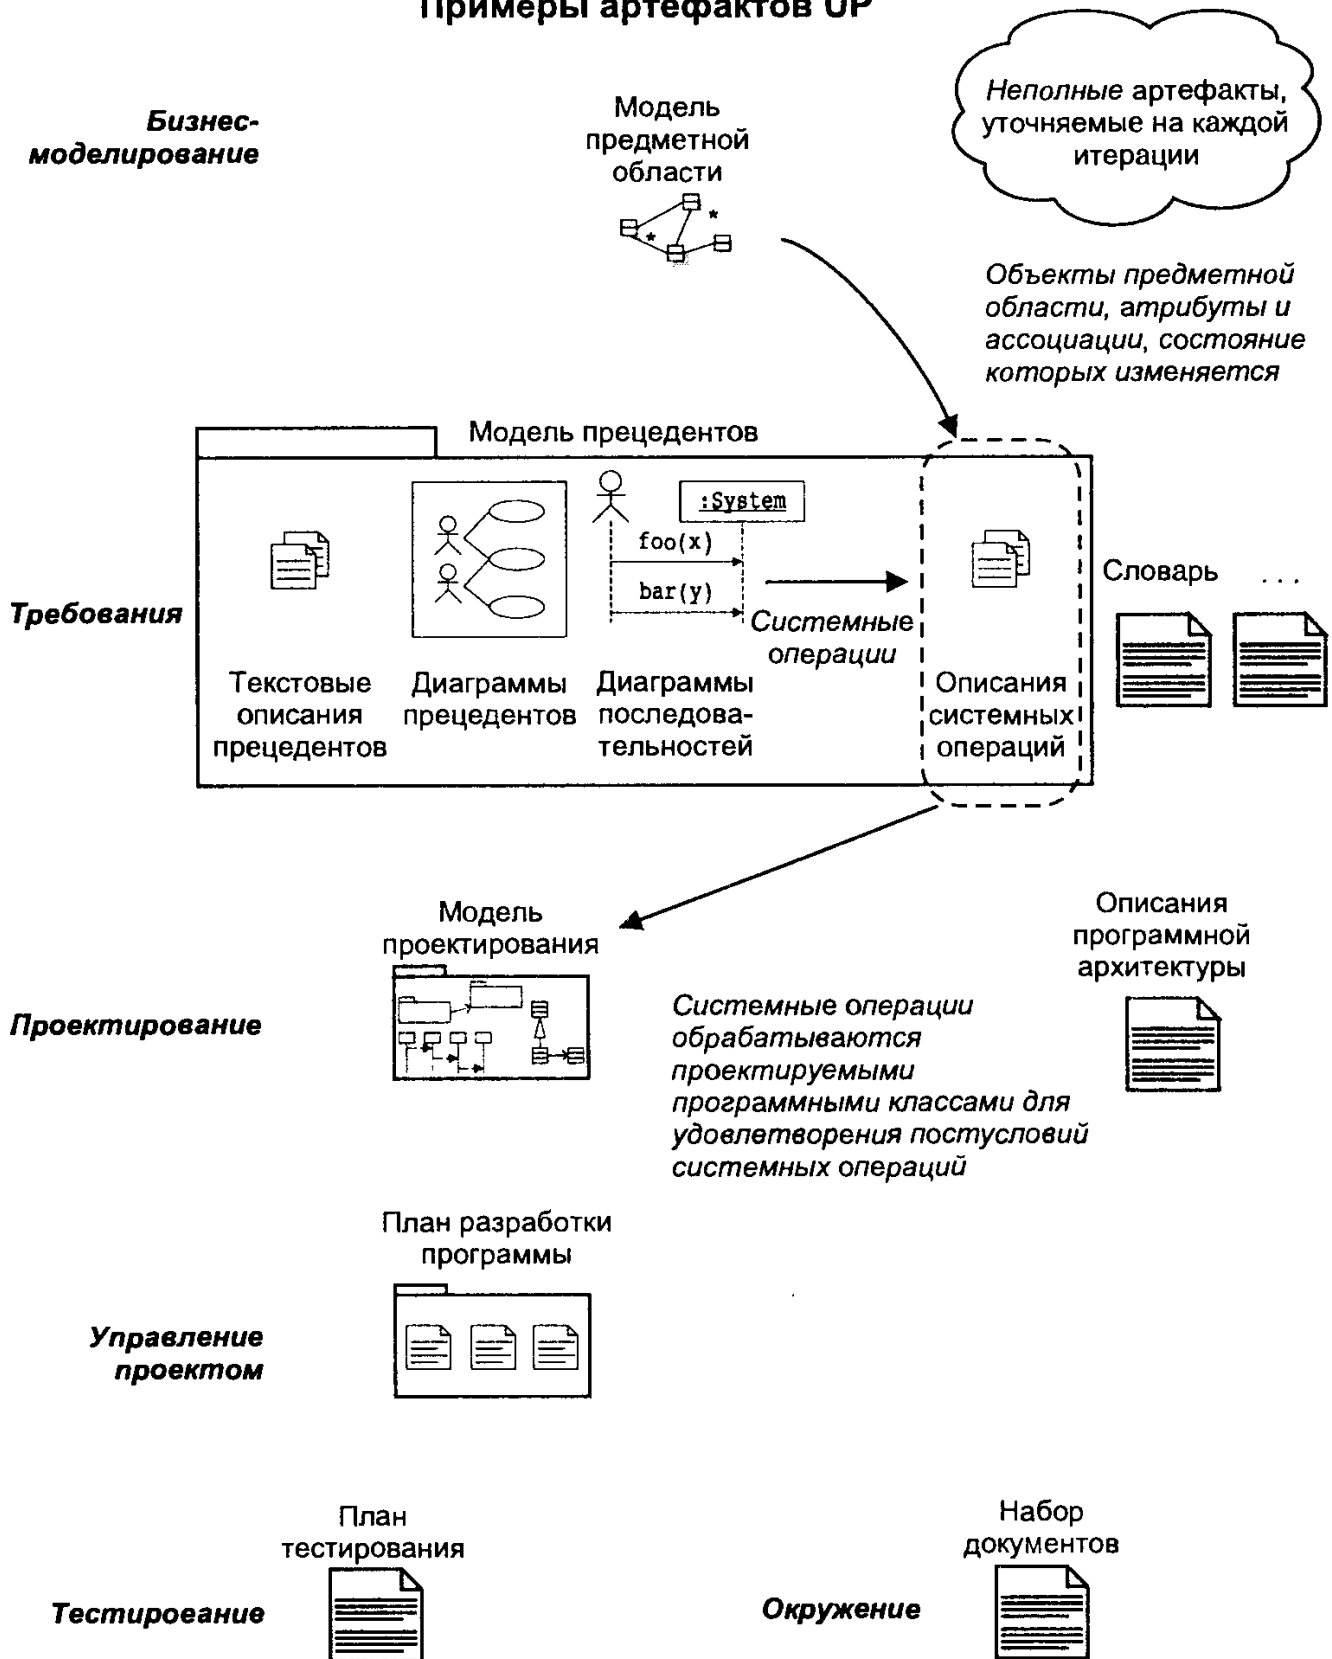 Примеры артефактов UP
Неполные артефакты,
уточняемые на каждой
итерации
Бизнес-
моделирование
Модель
предметной
области
*
*
Объекты предметной
области, атрибуты и
ассоциации, состояние
которых изменяется
Модель прецедентов
:System
foo(x)
bar(y)
Системные
операции
Требования
Текстовые
описания
прецедентов
Диаграммы
прецедентов
Диаграммы
последова-
тельностей
Описания
системных
операций
Словарь
...
Модель
проектирования
Описания
программной
архитектуры
Проектирование
Системные операции
обрабатываются
проектируемыми
программными классами для
удовлетворения постусловий
системных операций
План разработки
программы
Управление
проектом
План
тестирования
Набор
документов
Тестироеание
Окружение